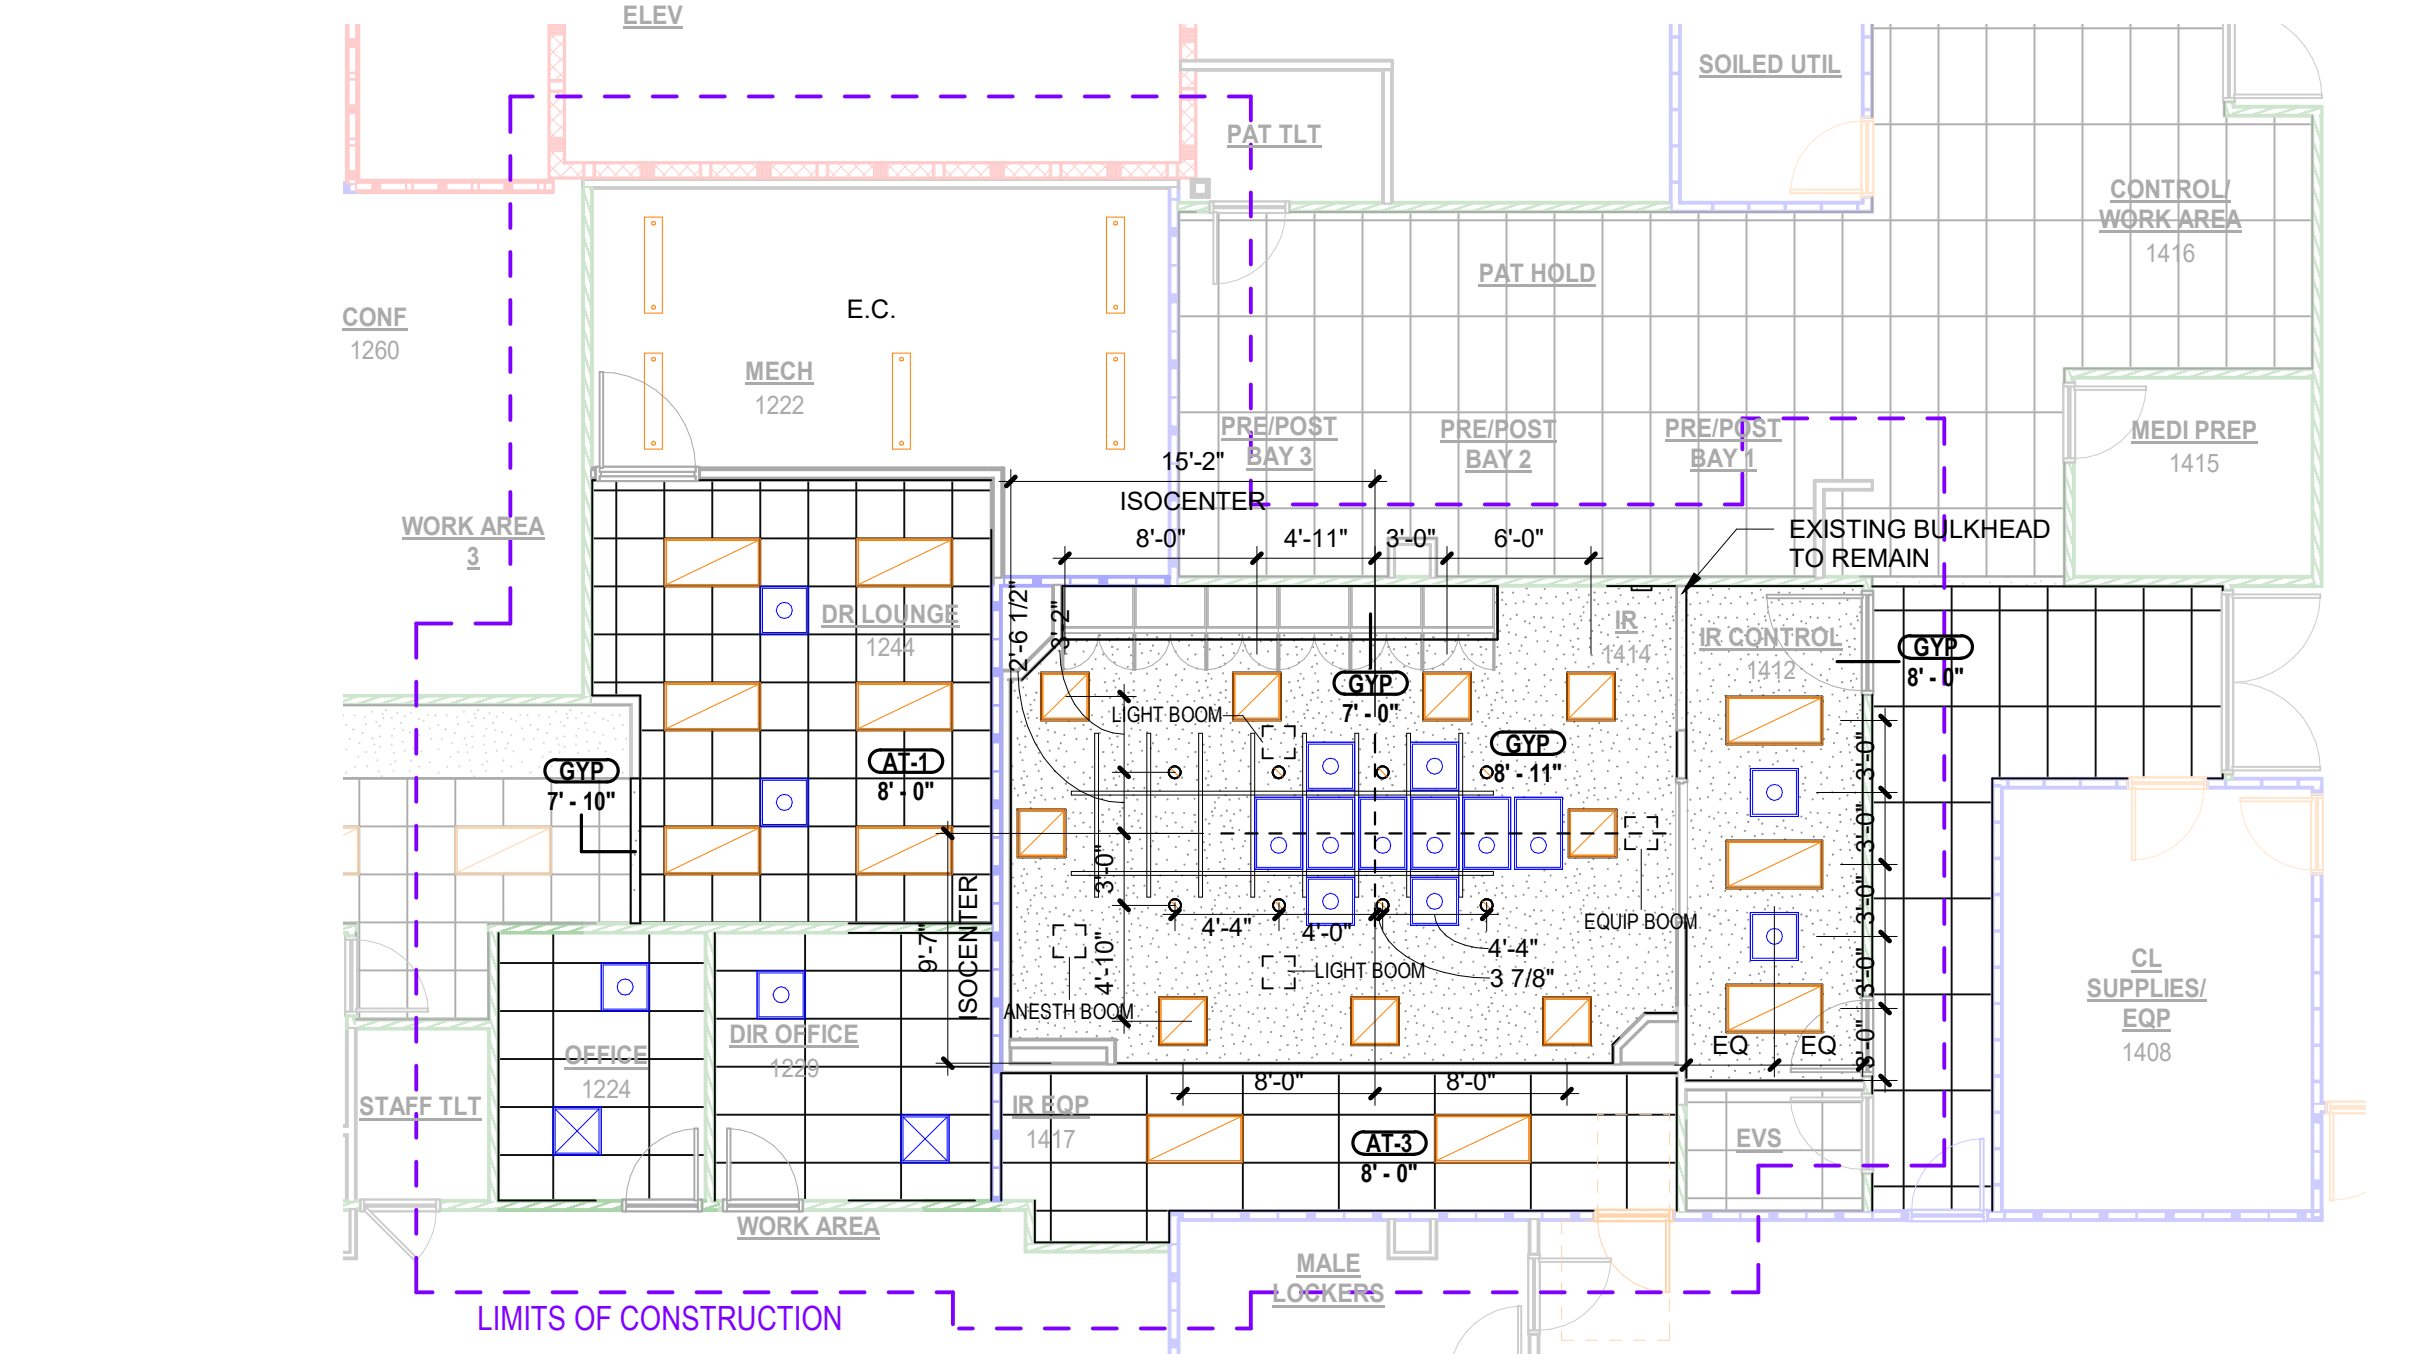 ELEV
SOILED UTIL
PAT TLT
CONTROL/
WORK AREA
1416
PAT HOLD
E.C.
CONF
1260
MECH
1222
PRE/POST
BAY 3
PRE/POST
BAY 2
PRE/POST
BAY 1
MEDI PREP
1415
15'-2"
ISOCENTER
WORK AREA
3
8'-0"
4'-11"
3'-0"
6'-0"
EXISTING BULKHEAD
TO REMAIN
DR LOUNGE
1244
2'-6 1/2"
3'-2"
IR
1414
IR CONTROL
1412
GYP
8' - 0"
GYP
7' - 0"
LIGHT BOOM
GYP
8' - 11"
AT-1
8' - 0"
GYP
7' - 10"
3'-0"
3'-0"
3'-0"
3'-0"
3'-0"
3'-0"
4'-10"
9'-7"
ISOCENTER
4'-4"
4'-0"
4'-4"
3 7/8"
EQUIP BOOM
LIGHT BOOM
ANESTH BOOM
CL
SUPPLIES/
EQP
1408
DIR OFFICE
1229
OFFICE
1224
EQ
EQ
8'-0"
8'-0"
STAFF TLT
IR EQP
1417
AT-3
8' - 0"
EVS
WORK AREA
MALE
LOCKERS
LIMITS OF CONSTRUCTION